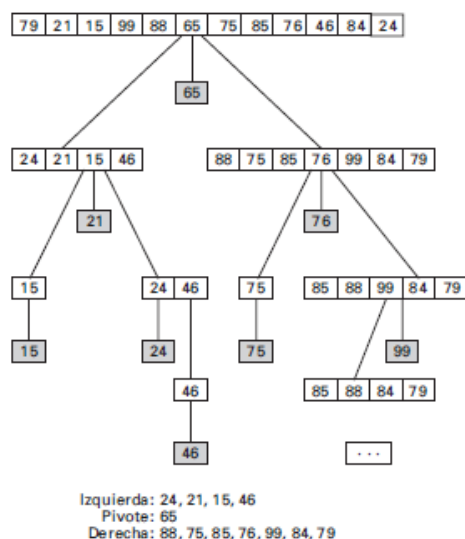 79 21 15 99 88 65 75 85 76 46 84 24
65
24 21 15 46 88 75 85 76 99 84 79
21 76
15 24 46 75 85 88 99 84 79
15 24 75 99
46 85 88 84 79
46 ...
Izquierda: 24, 21, 15, 46
Pivote: 65
Derecha: 88, 75, 85, 76, 99, 84, 79